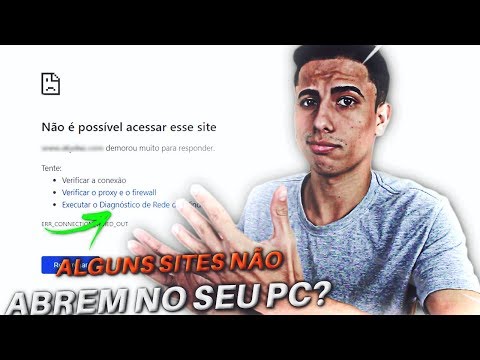 Não é possível acessar esse site
demorou muito para responder.
Tente:
• Verificar a conexão
• Verificar o proxy e o firewall
• Executar o Diagnóstico de Rede
ALGUNS SITES NÃO
ABREM NO SEU PC?